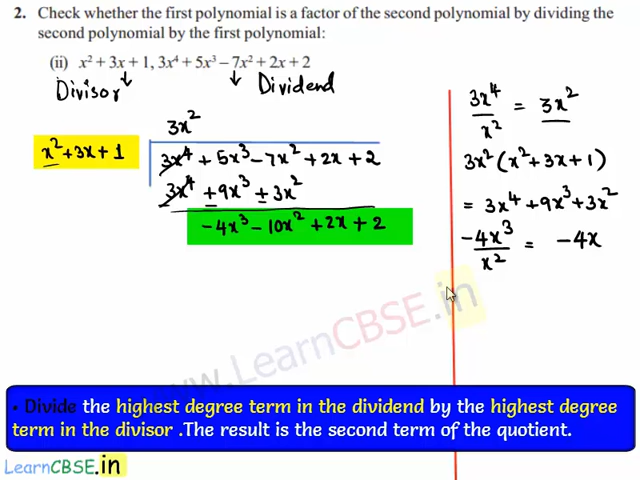 2. Check whether the first polynomial is a factor of the second polynomial by dividing the
second polynomial by the first polynomial:
(ii) x² + 3x + 1, 3x⁴ + 5x³ − 7x² + 2x + 2
Divisor ↓ ↓ Dividend
3x²
x² + 3x + 1 3x⁴ + 5x³ − 7x² + 2x + 2
3x⁴ + 9x³ + 3x²
−4x³ − 10x² + 2x + 2
3x⁴/x² = 3x²
3x² (x² + 3x + 1)
= 3x⁴ + 9x³ + 3x²
−4x³/x² = −4x
www.LearnCBSE.in
• Divide the highest degree term in the dividend by the highest degree
term in the divisor .The result is the second term of the quotient.
LearnCBSE.in